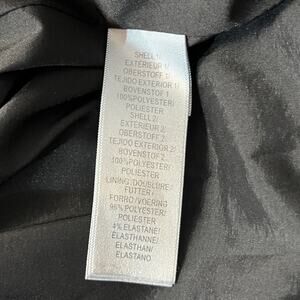 SHELL 1/
EXTÉRIEUR 1/
OBERSTOFF 1/
TEJIDO EXTERIOR 1/
BOVENSTOF 1
100%POLYESTER/
POLIESTER
SHELL 2/
EXTÉRIEUR 2/
OBERSTOFF 2/
TEJIDO EXTERIOR 2/
BOVENSTOF 2
100%POLYESTER/
POLIESTER
LINING/DOUBLURE/
FUTTER/
FORRO/VOERING
96%POLYESTER/
POLIESTER
4% ELASTANE/
ELASTHANNE/
ELASTHAN/
ELASTANO